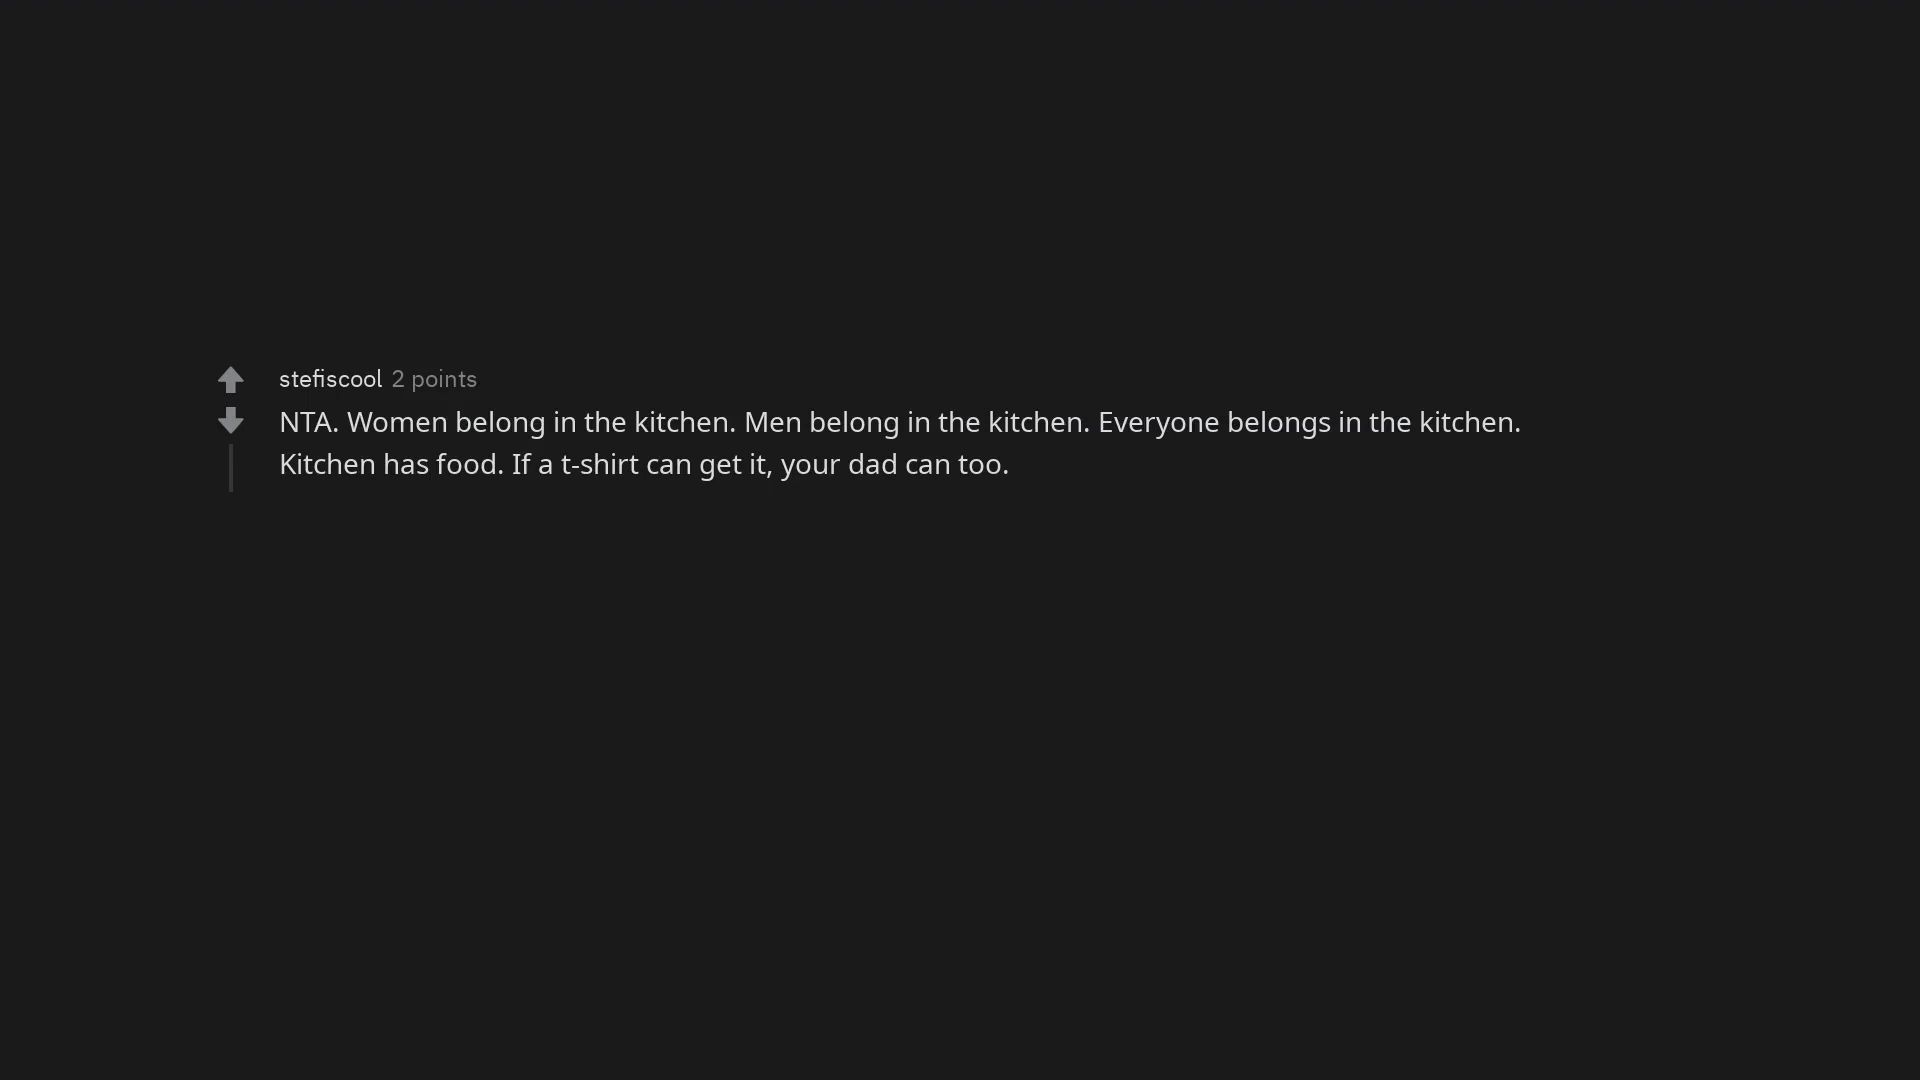 stefiscool 2 points
NTA. Women belong in the kitchen. Men belong in the kitchen. Everyone belongs in the kitchen.
Kitchen has food. If a t-shirt can get it, your dad can too.